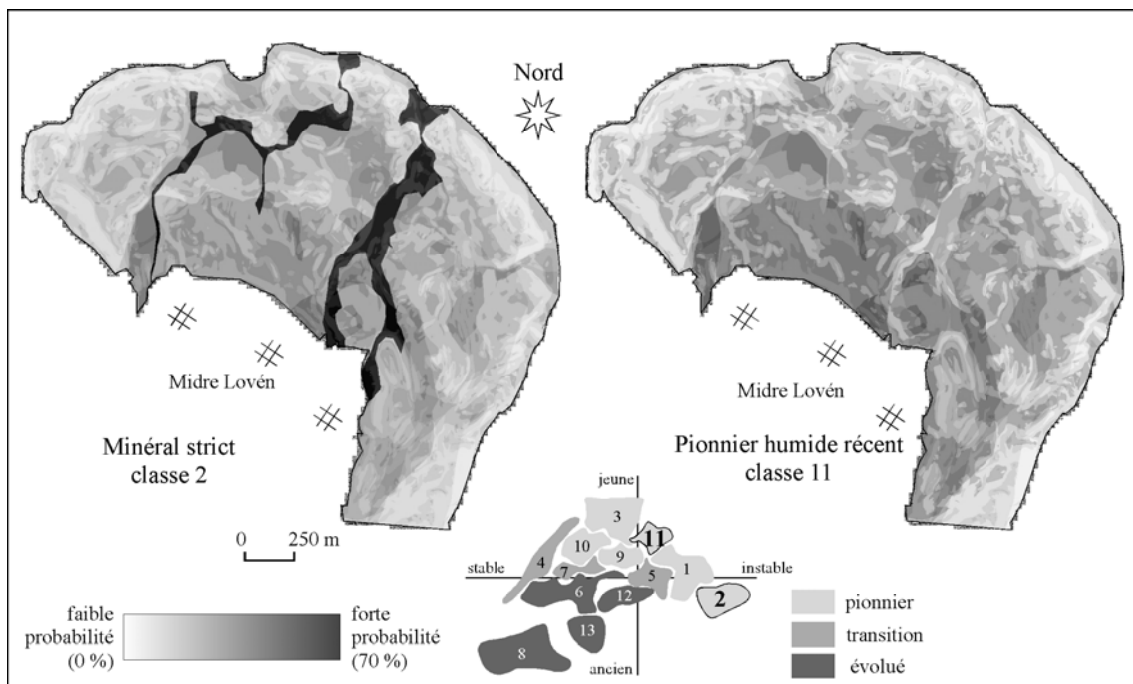 Nord
Midre Lovén
Midre Lovén
Minéral strict
classe 2
Pionnier humide récent
classe 11
0 250 m
jeune
3
11
10
9
4
7
5
1
stable
instable
6
12
2
13
8
ancien
faible
probabilité
(0 %)
forte
probabilité
(70 %)
pionnier
transition
évolué